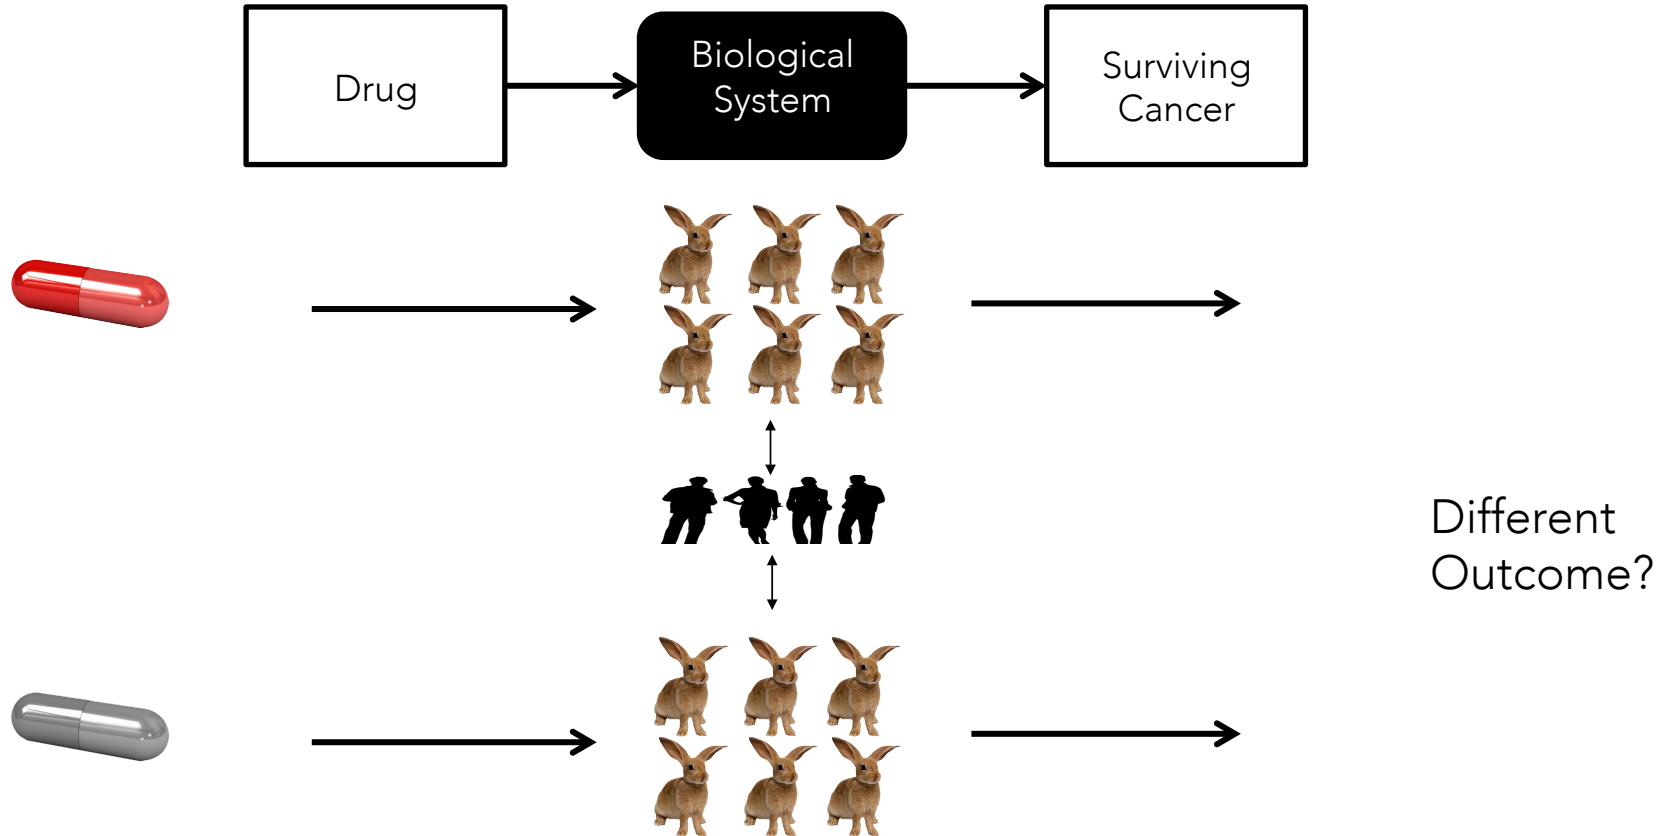 Drug
Biological
System
Surviving
Cancer
Different
Outcome?